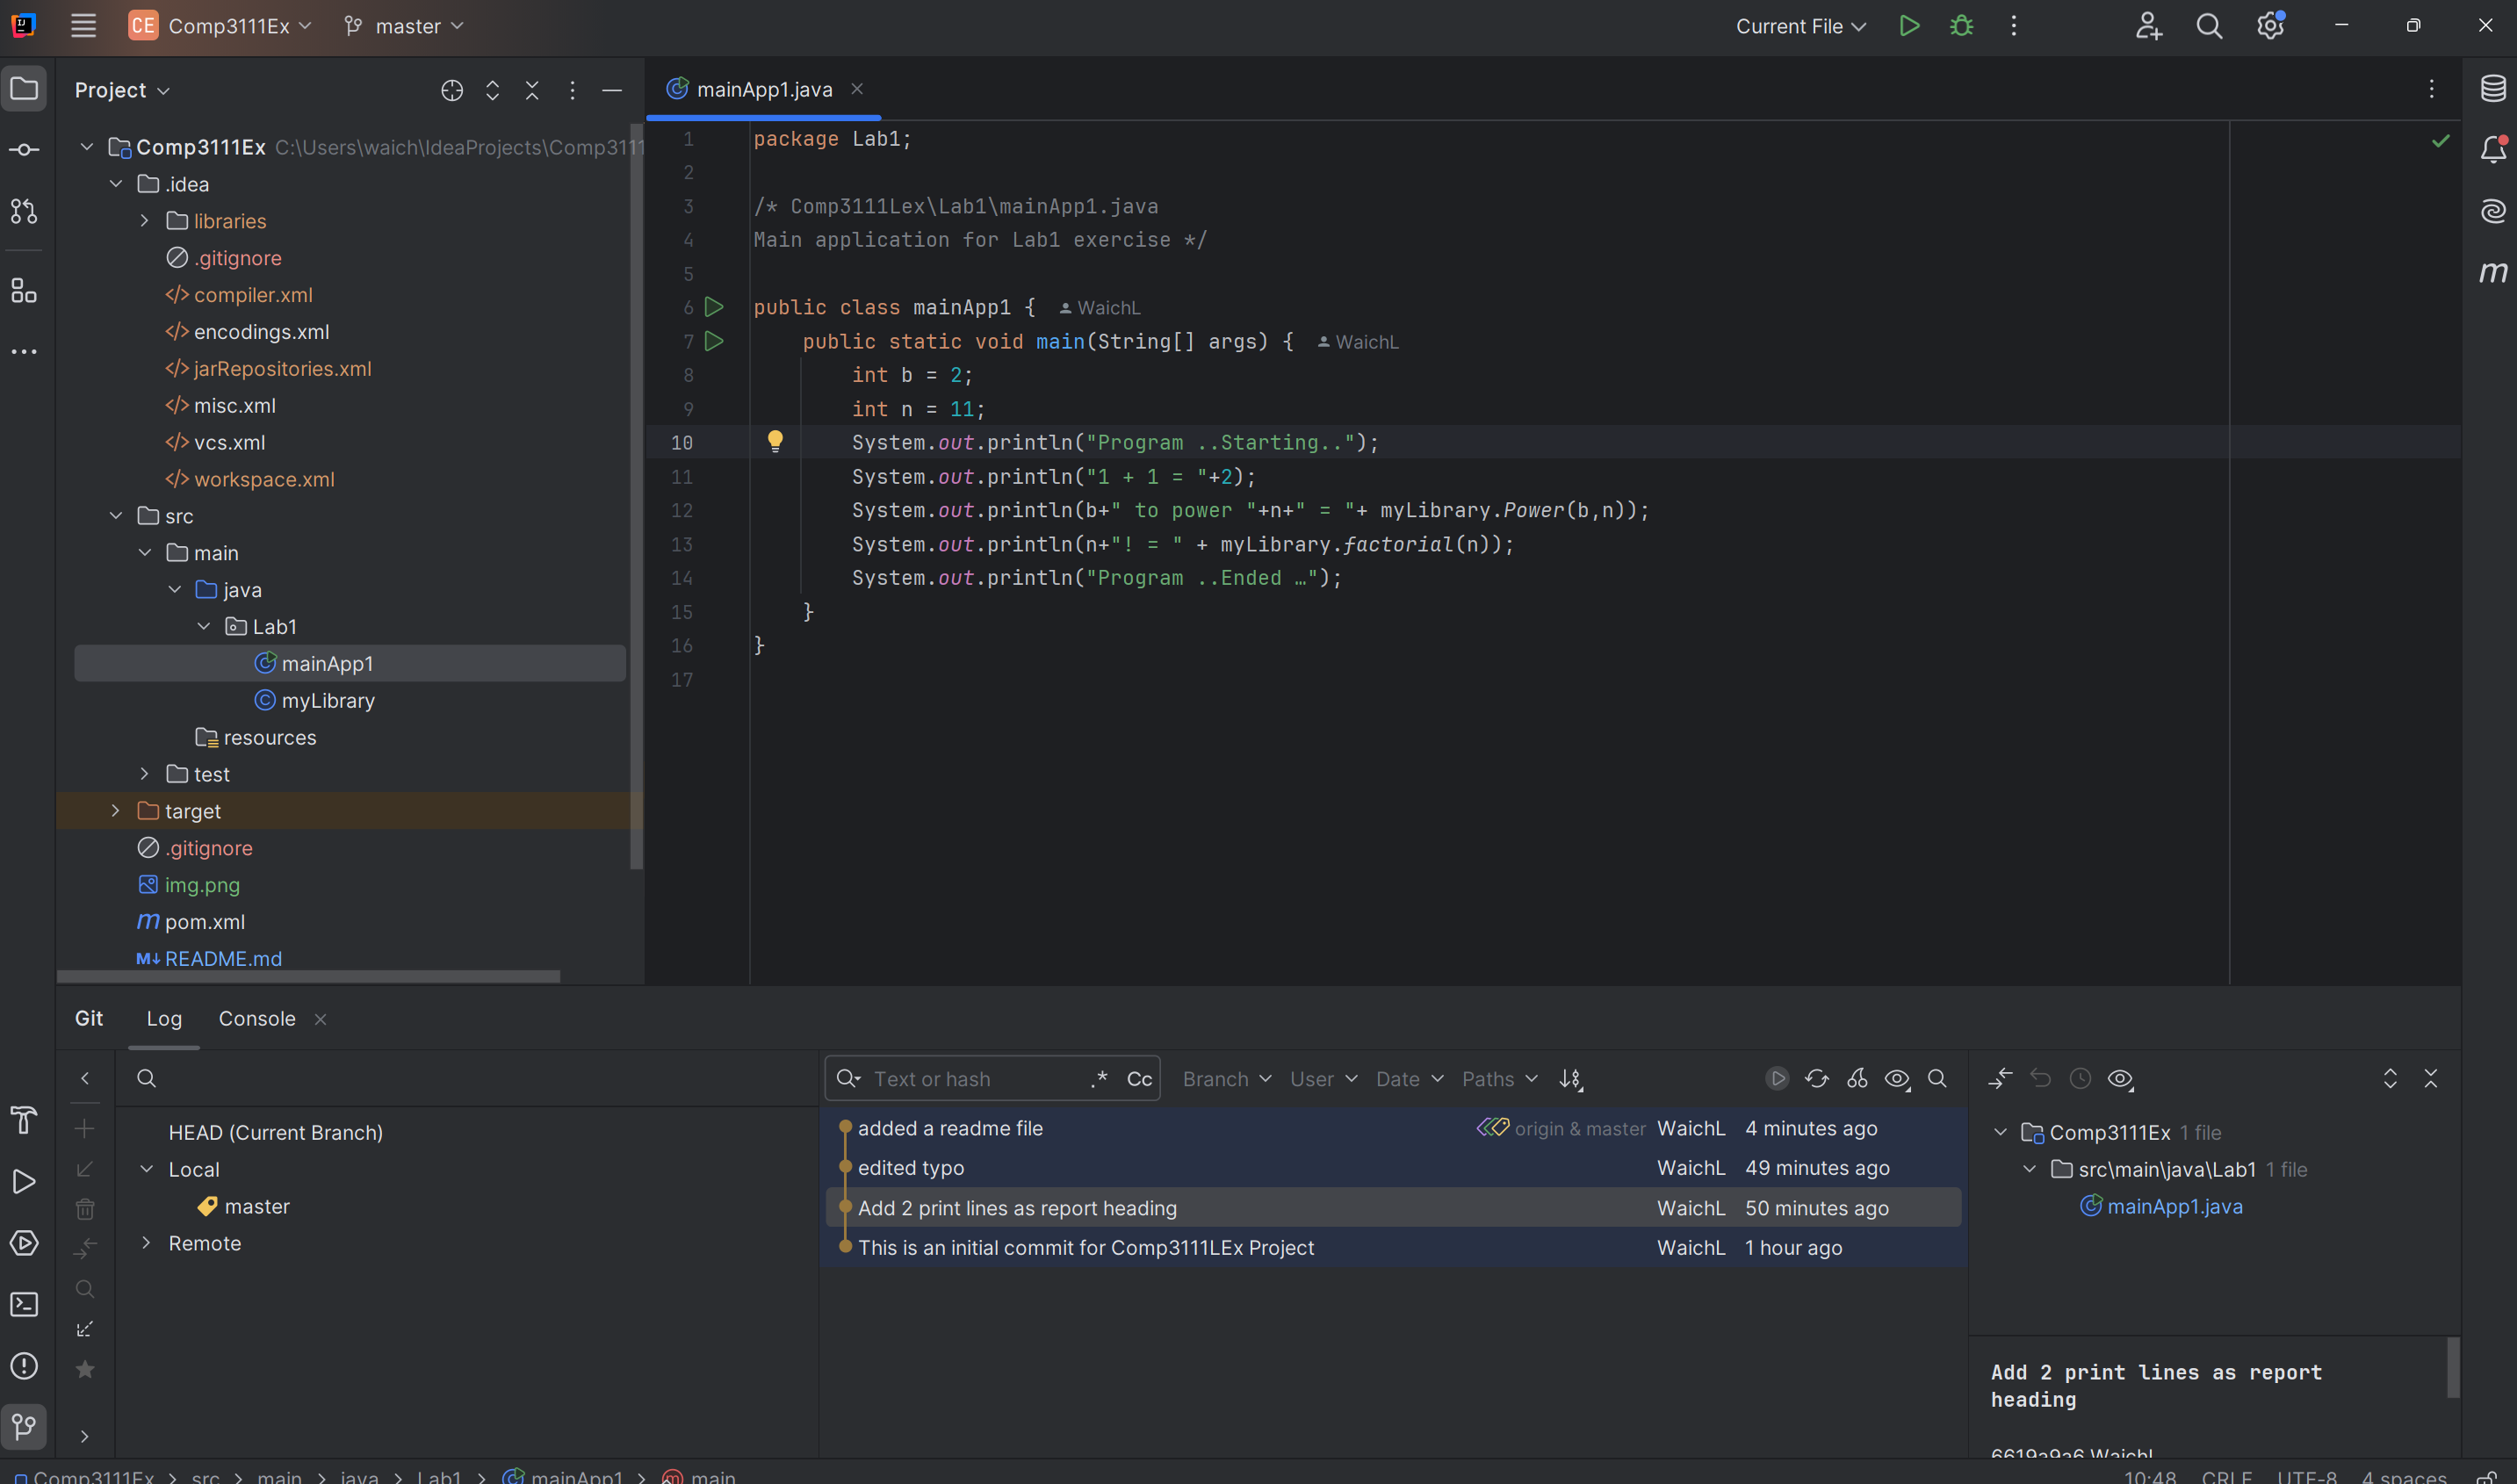 CE Comp3111Ex master Current File
Project
mainApp1.java
Comp3111Ex C:\Users\waich\IdeaProjects\Comp3111
.idea
libraries
.gitignore
compiler.xml
encodings.xml
jarRepositories.xml
misc.xml
vcs.xml
workspace.xml
src
main
java
Lab1
mainApp1
myLibrary
resources
test
target
.gitignore
img.png
pom.xml
README.md
1 package Lab1;
2
3 /* Comp3111Lex\Lab1\mainApp1.java
4 Main application for Lab1 exercise */
5
6 public class mainApp1 { WaichL
7 public static void main(String[] args) { WaichL
8 int b = 2;
9 int n = 11;
10 System.out.println("Program ..Starting..");
11 System.out.println("1 + 1 = "+2);
12 System.out.println(b+" to power "+n+" = "+ myLibrary.Power(b,n));
13 System.out.println(n+"! = " + myLibrary.factorial(n));
14 System.out.println("Program ..Ended …");
15 }
16 }
17
Git Log Console
HEAD (Current Branch)
Local
master
Remote
Text or hash .* Cc Branch User Date Paths
added a readme file origin & master WaichL 4 minutes ago
edited typo WaichL 49 minutes ago
Add 2 print lines as report heading WaichL 50 minutes ago
This is an initial commit for Comp3111LEx Project WaichL 1 hour ago
Comp3111Ex 1 file
src\main\java\Lab1 1 file
mainApp1.java
Add 2 print lines as report
heading
6619a9a6 WaichL
Comp3111Ex > src > main > java > Lab1 > mainApp1 > main 10:48 CRLF UTF-8 4 spaces